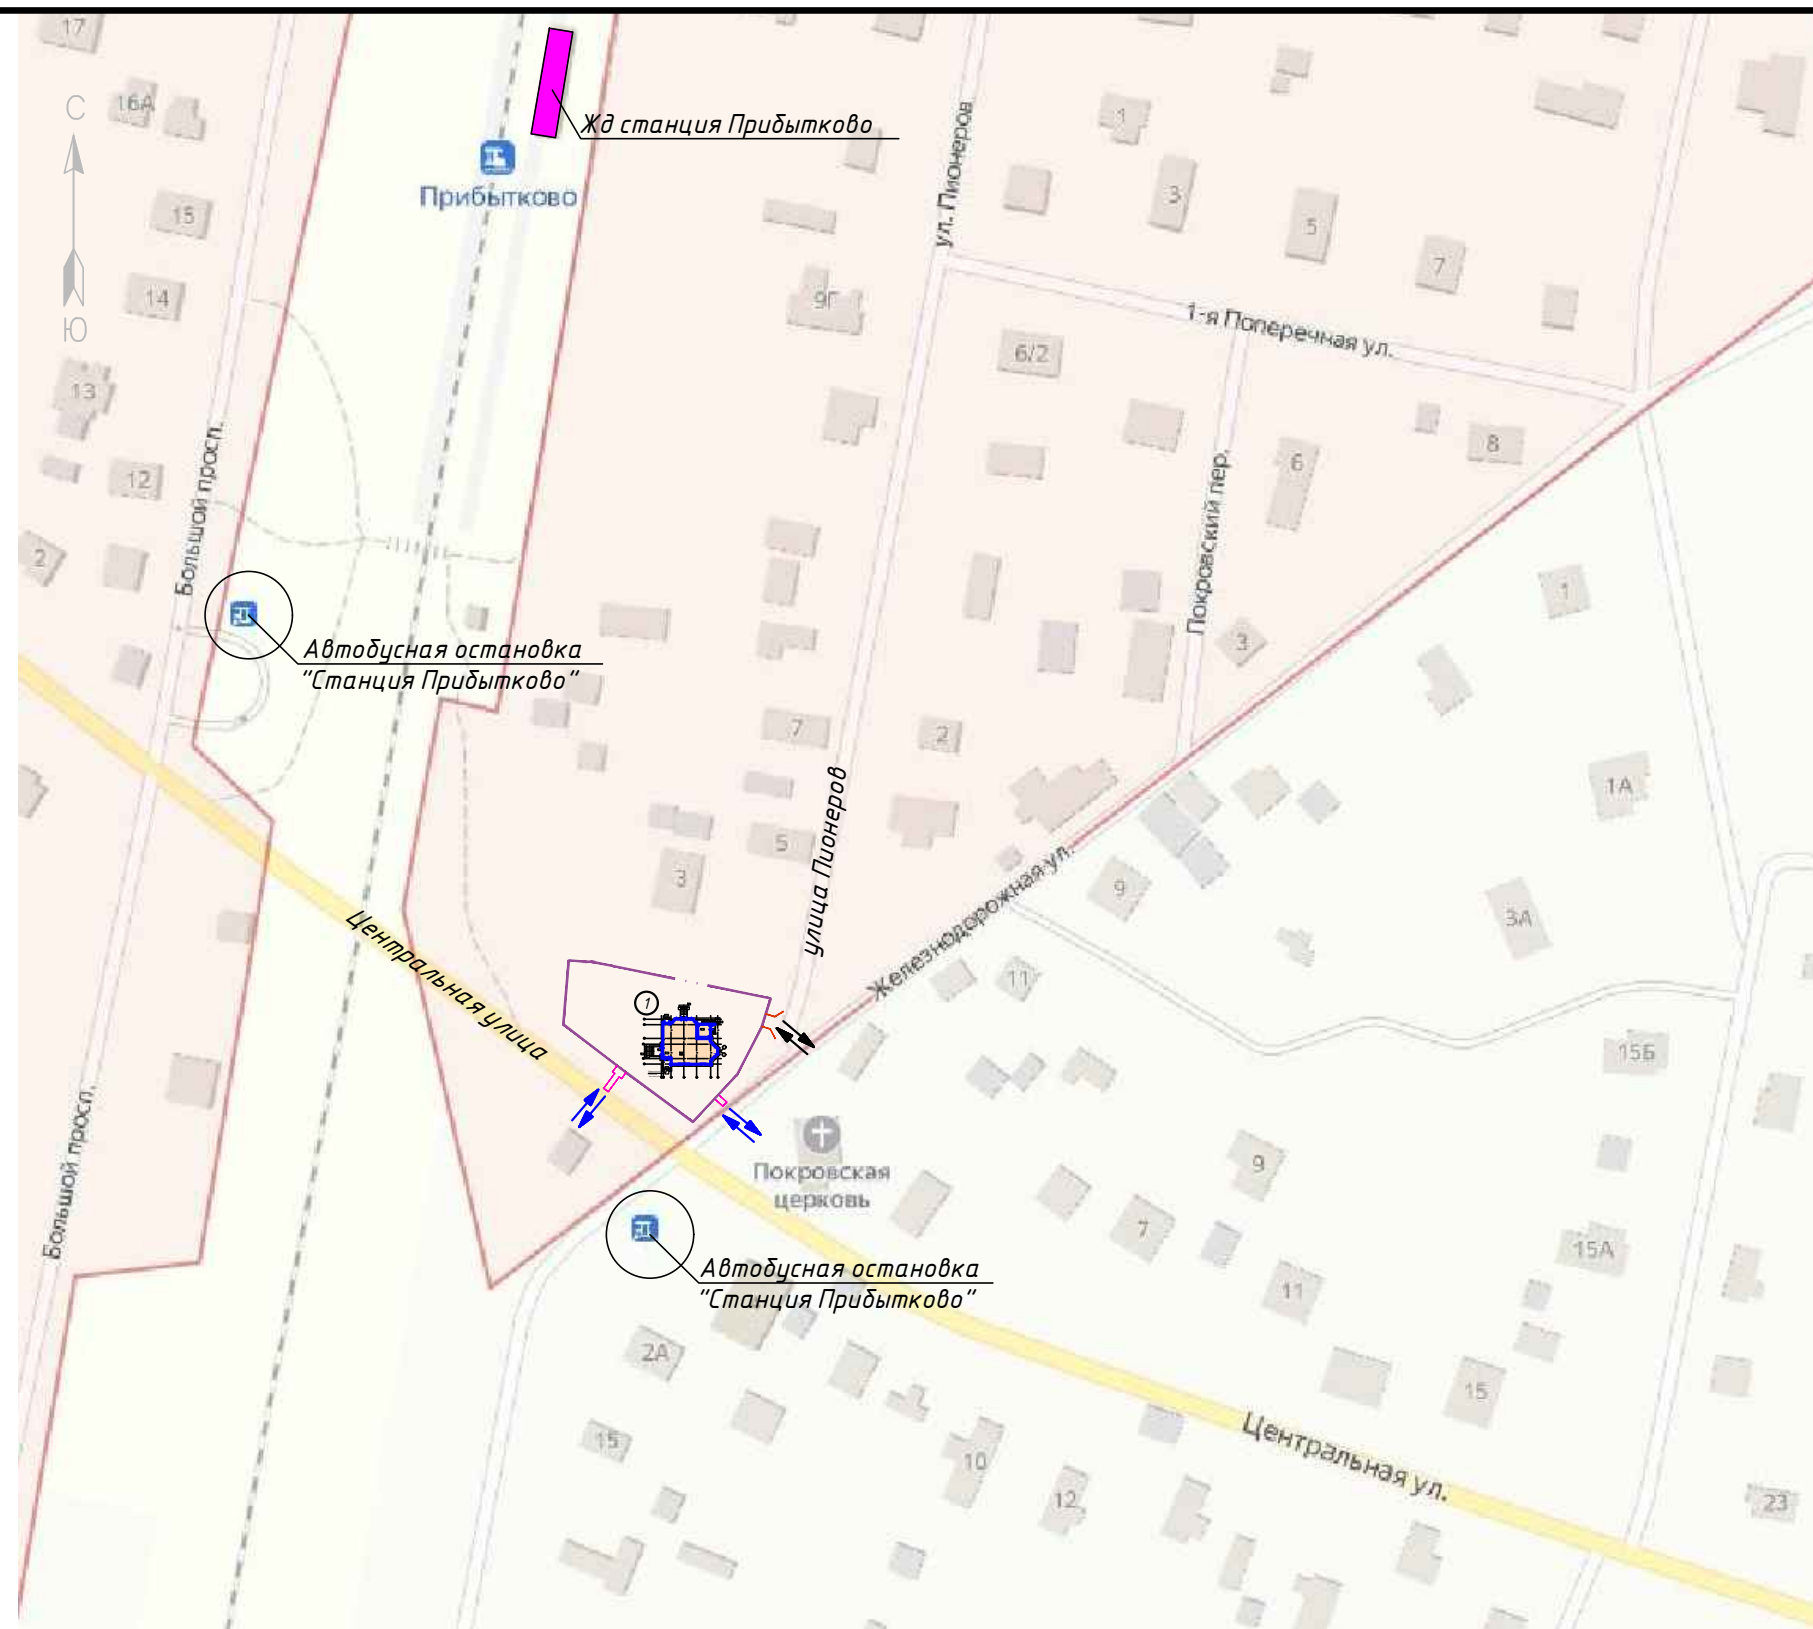 17
16А
С
Жд станция Прибытково
Прибытково
ул. Пионеров
1
3
5
7
15
14
Ю
9Г
1-я Поперечная ул.
6/2
13
8
6
12
Большой просп.
2
Покровский пер.
1
3
Автобусная остановка
"Станция Прибытково"
7
2
1А
5
улица Пионеров
3
9
Железнодорожная ул.
3А
Центральная улица
11
1
15Б
Покровская
церковь
9
7
Большой просп.
15А
Автобусная остановка
"Станция Прибытково"
11
2А
15
15
10
Центральная ул.
12
23